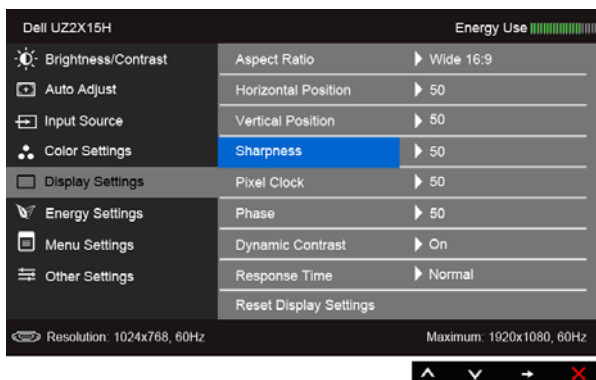 Dell UZ2X15H Energy Use
Brightness/Contrast Aspect Ratio Wide 16:9
Auto Adjust Horizontal Position 50
Input Source Vertical Position 50
Color Settings Sharpness 50
Display Settings Pixel Clock 50
Energy Settings Phase 50
Menu Settings Dynamic Contrast On
Other Settings Response Time Normal
Reset Display Settings
Resolution: 1024x768, 60Hz Maximum: 1920x1080, 60Hz